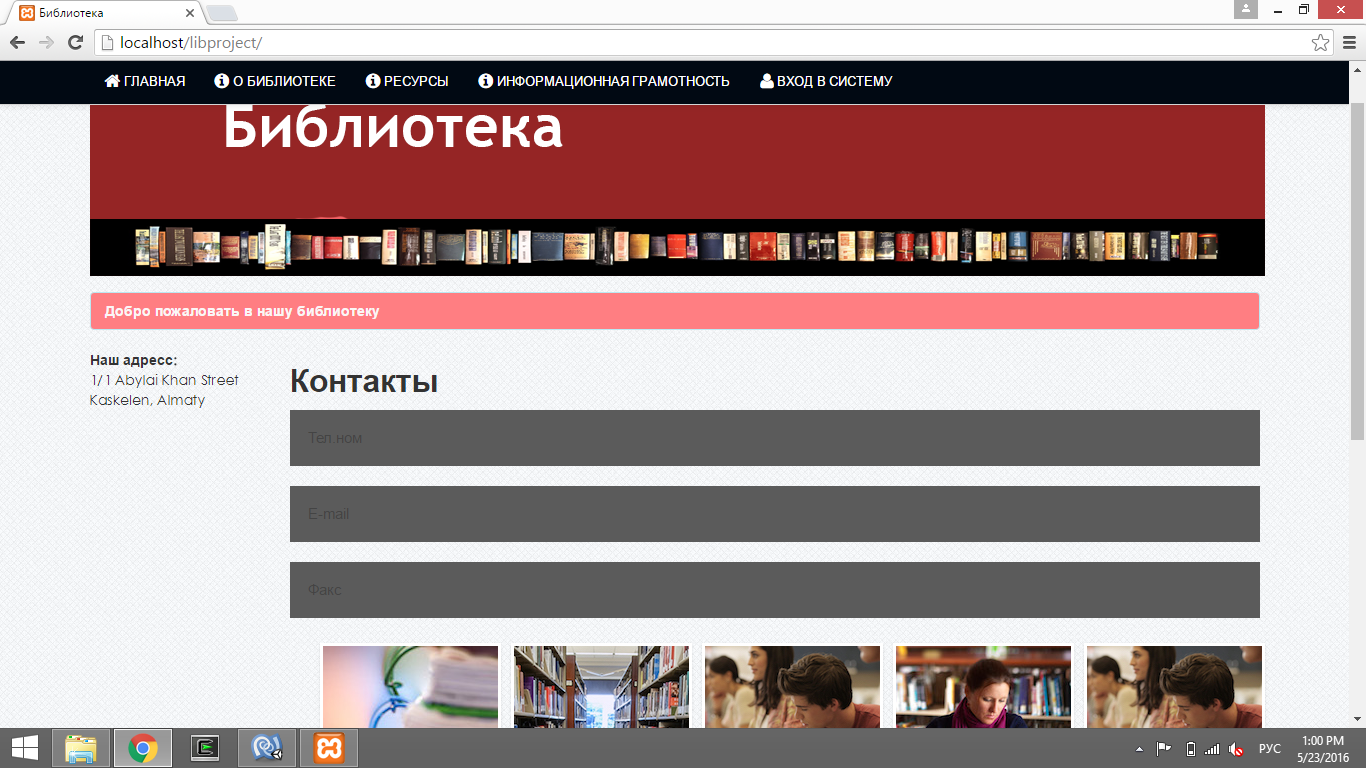 Библиотека
localhost/libproject/
ГЛАВНАЯ
О БИБЛИОТЕКЕ
РЕСУРСЫ
ИНФОРМАЦИОННАЯ ГРАМОТНОСТЬ
ВХОД В СИСТЕМУ
Библиотека
Добро пожаловать в нашу библиотеку
Наш адресс:
1/1 Abylai Khan Street
Kaskelen, Almaty
Контакты
Тел.ном
E-mail
Факс
РУС
1:00 PM
5/23/2016